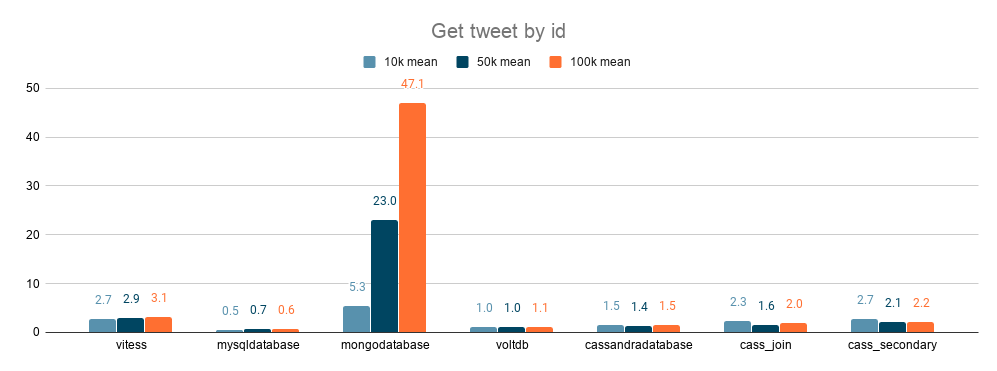 Get tweet by id
10k mean 50k mean 100k mean
47.1
50
40
30
23.0
20
10
5.3
2.7 2.9 3.1
0.5 0.7 0.6
1.0 1.0 1.1
1.5 1.4 1.5
2.3 1.6 2.0
2.7 2.1 2.2
0
vitess mysqldatabase mongodatabase voltdb cassandradatabase cass_join cass_secondary